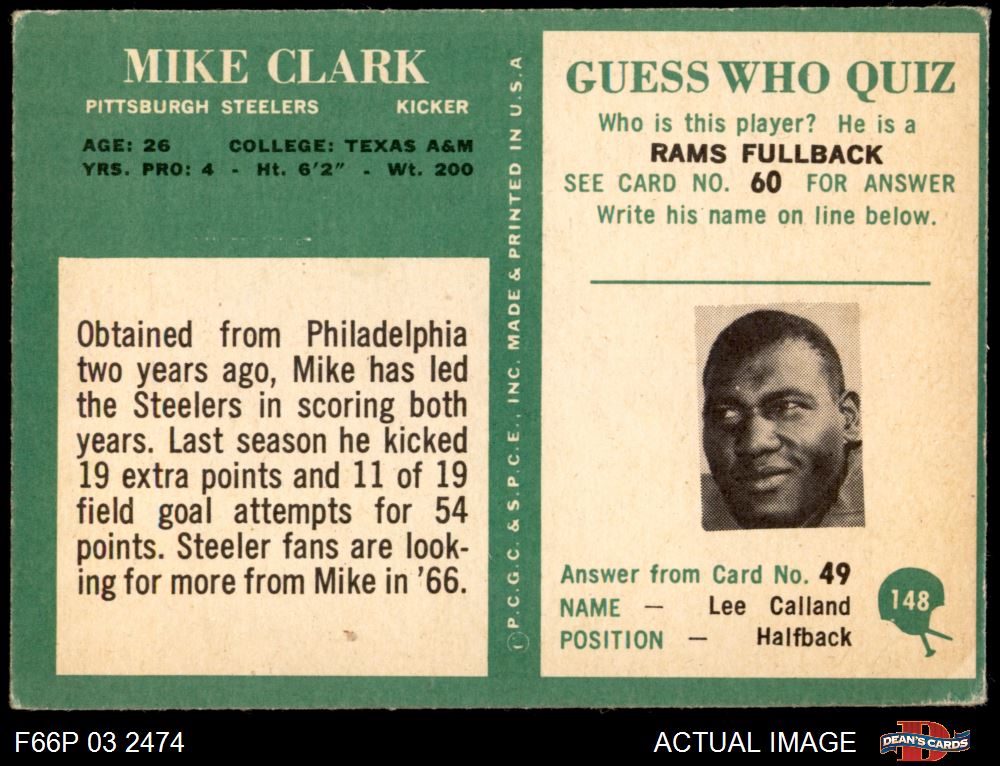 MIKE CLARK
PITTSBURGH STEELERS KICKER
AGE: 26 COLLEGE: TEXAS A&M
YRS. PRO: 4 - Ht. 6'2" - Wt. 200
Obtained from Philadelphia
two years ago, Mike has led
the Steelers in scoring both
years. Last season he kicked
19 extra points and 11 of 19
field goal attempts for 54
points. Steeler fans are look-
ing for more from Mike in '66.
© P.C.G.C. & S.P.C.E., INC. MADE & PRINTED IN U.S.A.
GUESS WHO QUIZ
Who is this player? He is a
RAMS FULLBACK
SEE CARD NO. 60 FOR ANSWER
Write his name on line below.
Answer from Card No. 49
NAME — Lee Calland
POSITION — Halfback
148
F66P 03 2474
ACTUAL IMAGE
D
DEAN'S CARDS